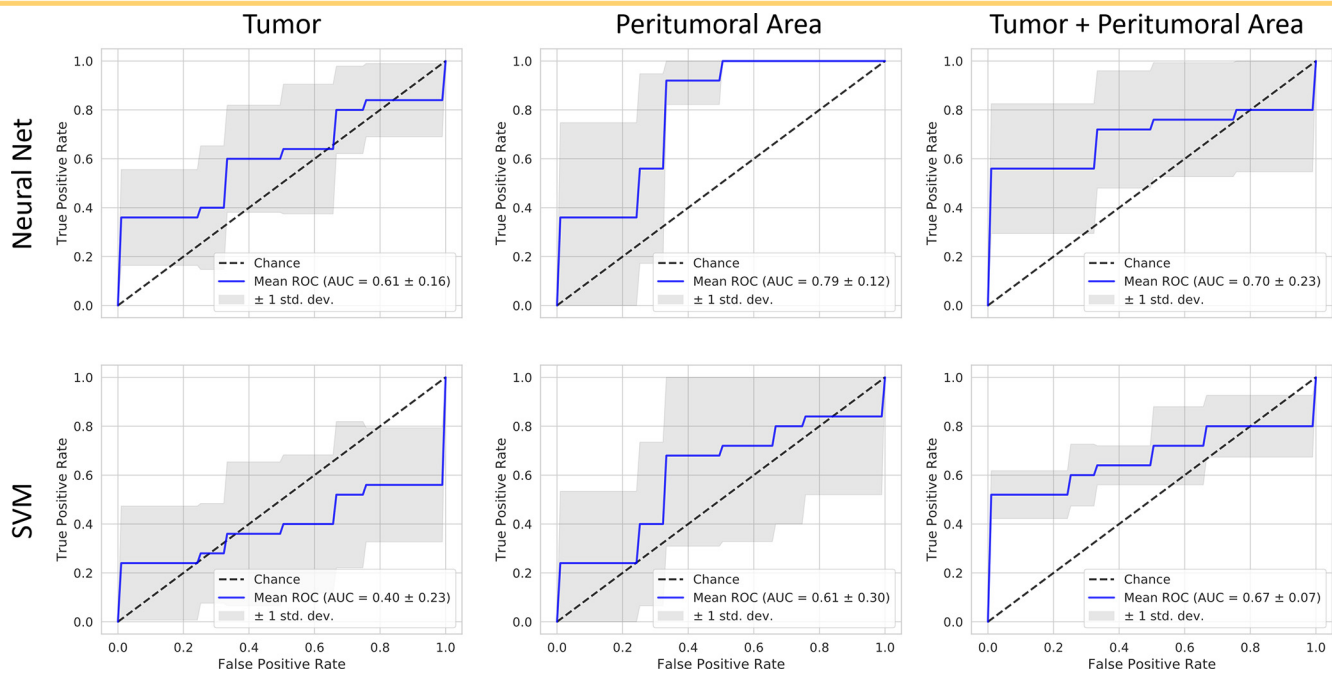 Tumor
Peritumoral Area
Tumor + Peritumoral Area
Neural Net
True Positive Rate
1.0
0.8
0.6
0.4
0.2
0.0
Chance
Mean ROC (AUC = 0.61 ± 0.16)
± 1 std. dev.
True Positive Rate
1.0
0.8
0.6
0.4
0.2
0.0
Chance
Mean ROC (AUC = 0.79 ± 0.12)
± 1 std. dev.
True Positive Rate
1.0
0.8
0.6
0.4
0.2
0.0
Chance
Mean ROC (AUC = 0.70 ± 0.23)
± 1 std. dev.
SVM
True Positive Rate
1.0
0.8
0.6
0.4
0.2
0.0
Chance
Mean ROC (AUC = 0.40 ± 0.23)
± 1 std. dev.
0.0 0.2 0.4 0.6 0.8 1.0
False Positive Rate
True Positive Rate
1.0
0.8
0.6
0.4
0.2
0.0
Chance
Mean ROC (AUC = 0.61 ± 0.30)
± 1 std. dev.
0.0 0.2 0.4 0.6 0.8 1.0
False Positive Rate
True Positive Rate
1.0
0.8
0.6
0.4
0.2
0.0
Chance
Mean ROC (AUC = 0.67 ± 0.07)
± 1 std. dev.
0.0 0.2 0.4 0.6 0.8 1.0
False Positive Rate